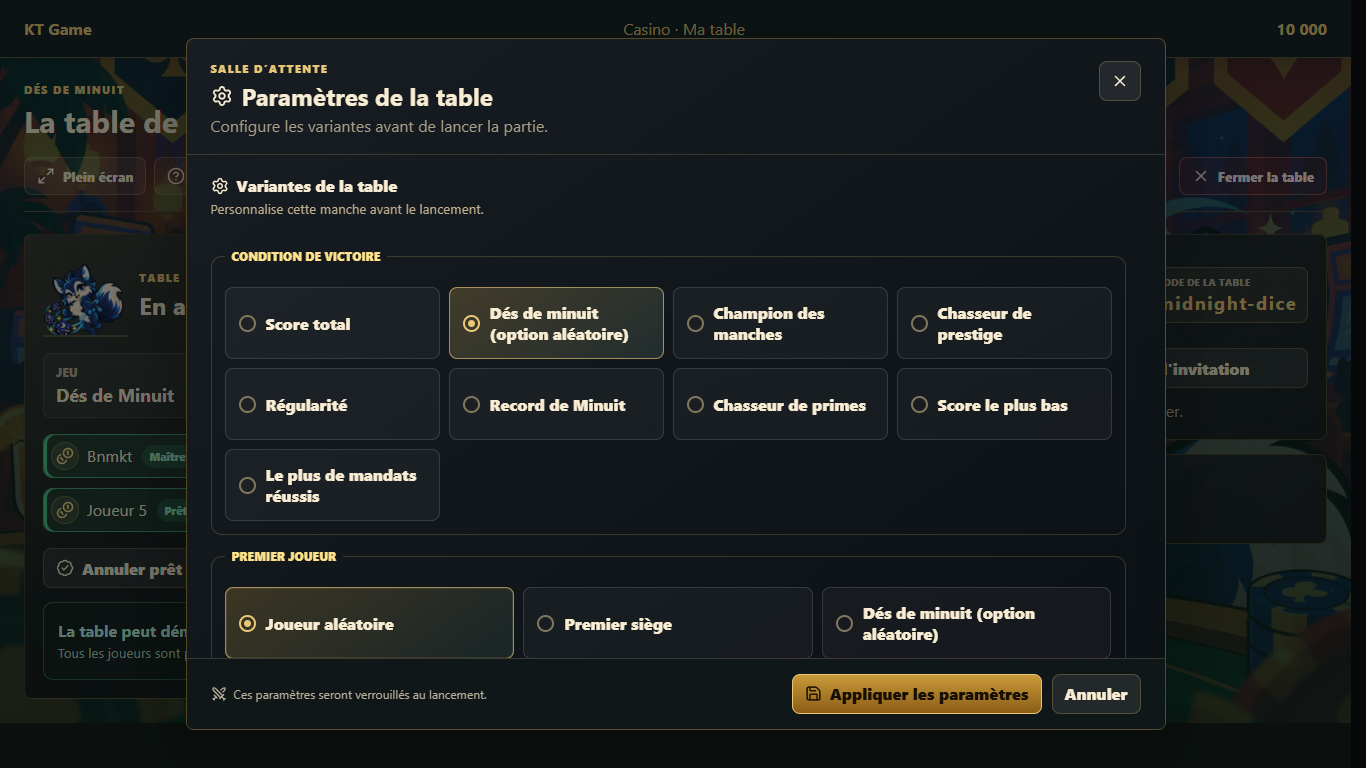 KT Game
Casino · Ma table
10 000
DÉS DE MINUIT
La table de
Plein écran
Fermer la table
TABLE
En a
JEU
Dés de Minuit
Bnmkt
Maître
Joueur 5
Prêt
Annuler prêt
La table peut dém
Tous les joueurs sont p
ODE DE LA TABLE
midnight-dice
l'invitation
er.
SALLE D'ATTENTE
Paramètres de la table
Configure les variantes avant de lancer la partie.
Variantes de la table
Personnalise cette manche avant le lancement.
CONDITION DE VICTOIRE
Score total
Dés de minuit
(option aléatoire)
Champion des
manches
Chasseur de
prestige
Régularité
Record de Minuit
Chasseur de primes
Score le plus bas
Le plus de mandats
réussis
PREMIER JOUEUR
Joueur aléatoire
Premier siège
Dés de minuit (option
aléatoire)
Ces paramètres seront verrouillés au lancement.
Appliquer les paramètres
Annuler